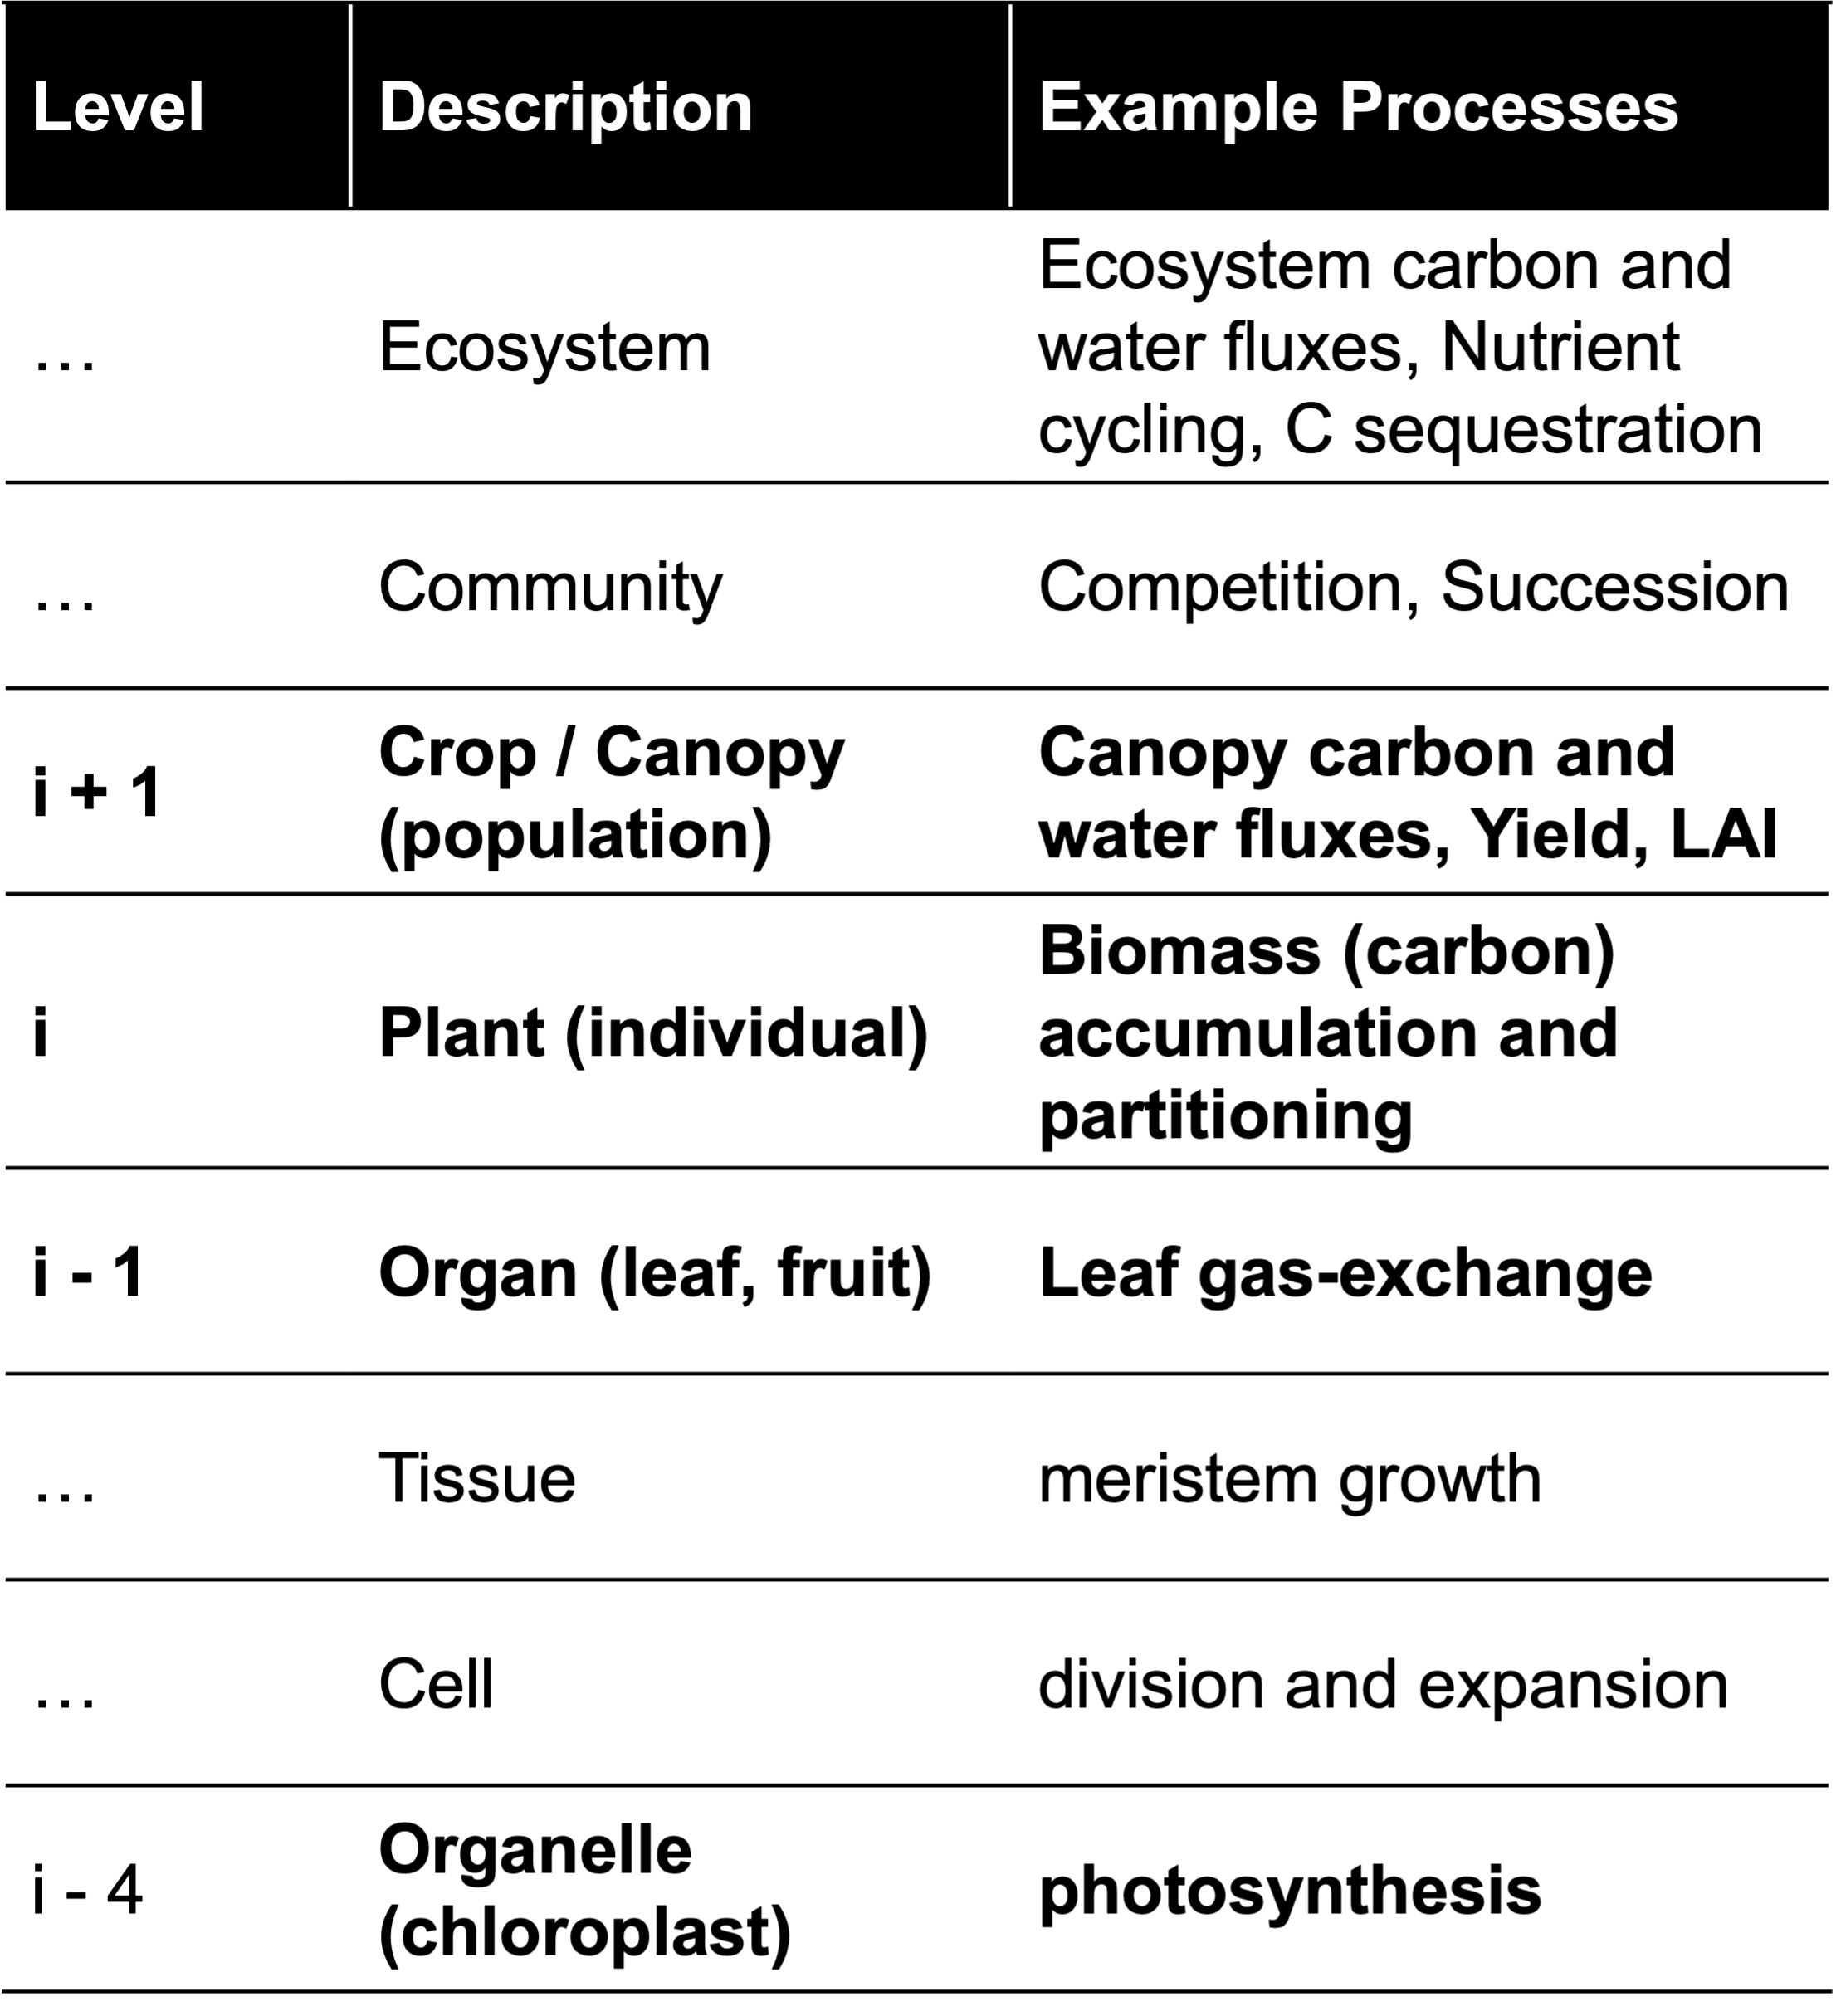 Level Description Example Processes
Ecosystem carbon and
… Ecosystem water fluxes, Nutrient
cycling, C sequestration
… Community Competition, Succession
Crop / Canopy Canopy carbon and
i + 1
(population) water fluxes, Yield, LAI
Biomass (carbon)
i Plant (individual) accumulation and
partitioning
i - 1 Organ (leaf, fruit) Leaf gas-exchange
… Tissue meristem growth
… Cell division and expansion
Organelle
i - 4 photosynthesis
(chloroplast)